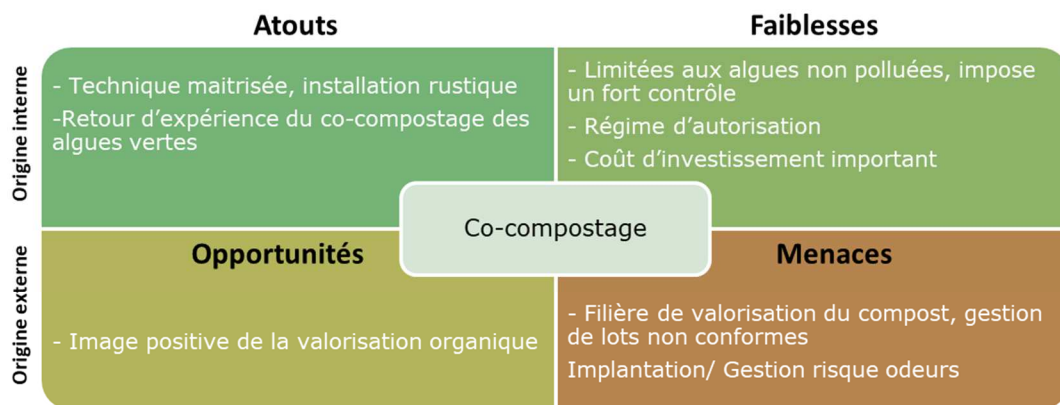 Atouts
Faiblesses
Origine interne
- Technique maitrisée, installation rustique
-Retour d'expérience du co-compostage des
algues vertes
- Limitées aux algues non polluées, impose
un fort contrôle
- Régime d'autorisation
- Coût d'investissement important
Co-compostage
Origine externe
Opportunités
- Image positive de la valorisation organique
Menaces
- Filière de valorisation du compost, gestion
de lots non conformes
Implantation/ Gestion risque odeurs